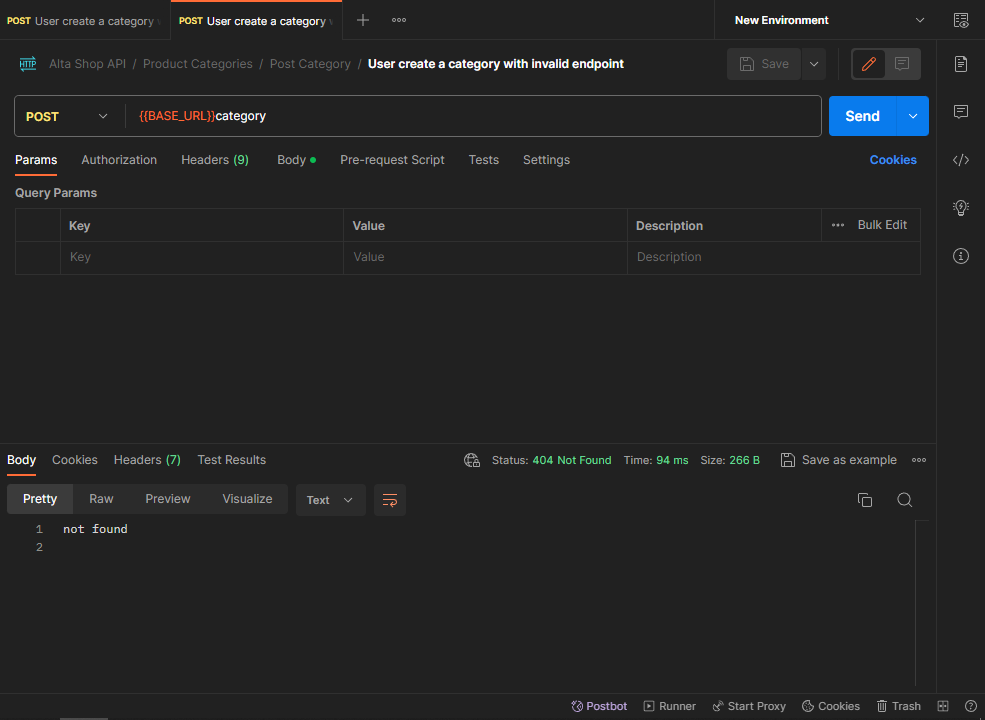 POST User create a category
POST User create a category
New Environment
HTTP Alta Shop API / Product Categories / Post Category / User create a category with invalid endpoint
Save
POST {{BASE_URL}}category
Send
Params Authorization Headers (9) Body Pre-request Script Tests Settings Cookies
Query Params
Key Value Description Bulk Edit
Key Value Description
Body Cookies Headers (7) Test Results Status: 404 Not Found Time: 94 ms Size: 266 B Save as example
Pretty Raw Preview Visualize Text
1 not found
2
Postbot Runner Start Proxy Cookies Trash